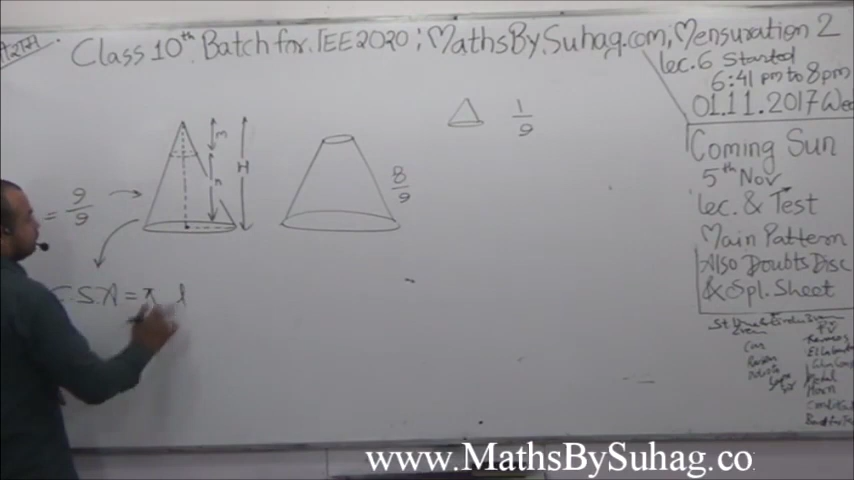 Class 10th Batch for JEE2020; MathsBySuhag.com; Mensuration 2
Lec. 6 Started
6:41 pm to 8pm
01.11.2017 Wed
Coming Sun
5th Nov
Lec. & Test
Main Pattern
Also Doubts Disc
& Spl. Sheet
1/9
8/9
= 9/9
m
n
H
C.S.A = π l
www.MathsBySuhag.co